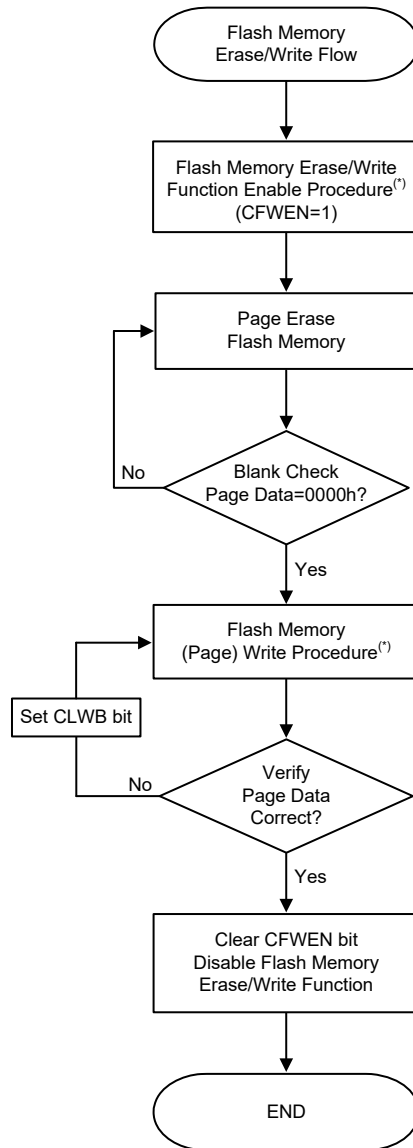 Flash Memory
Erase/Write Flow
Flash Memory Erase/Write
Function Enable Procedure(*)
(CFWEN=1)
Page Erase
Flash Memory
No
Blank Check
Page Data=0000h?
Yes
Flash Memory
(Page) Write Procedure(*)
Set CLWB bit
No
Verify
Page Data
Correct?
Yes
Clear CFWEN bit
Disable Flash Memory
Erase/Write Function
END